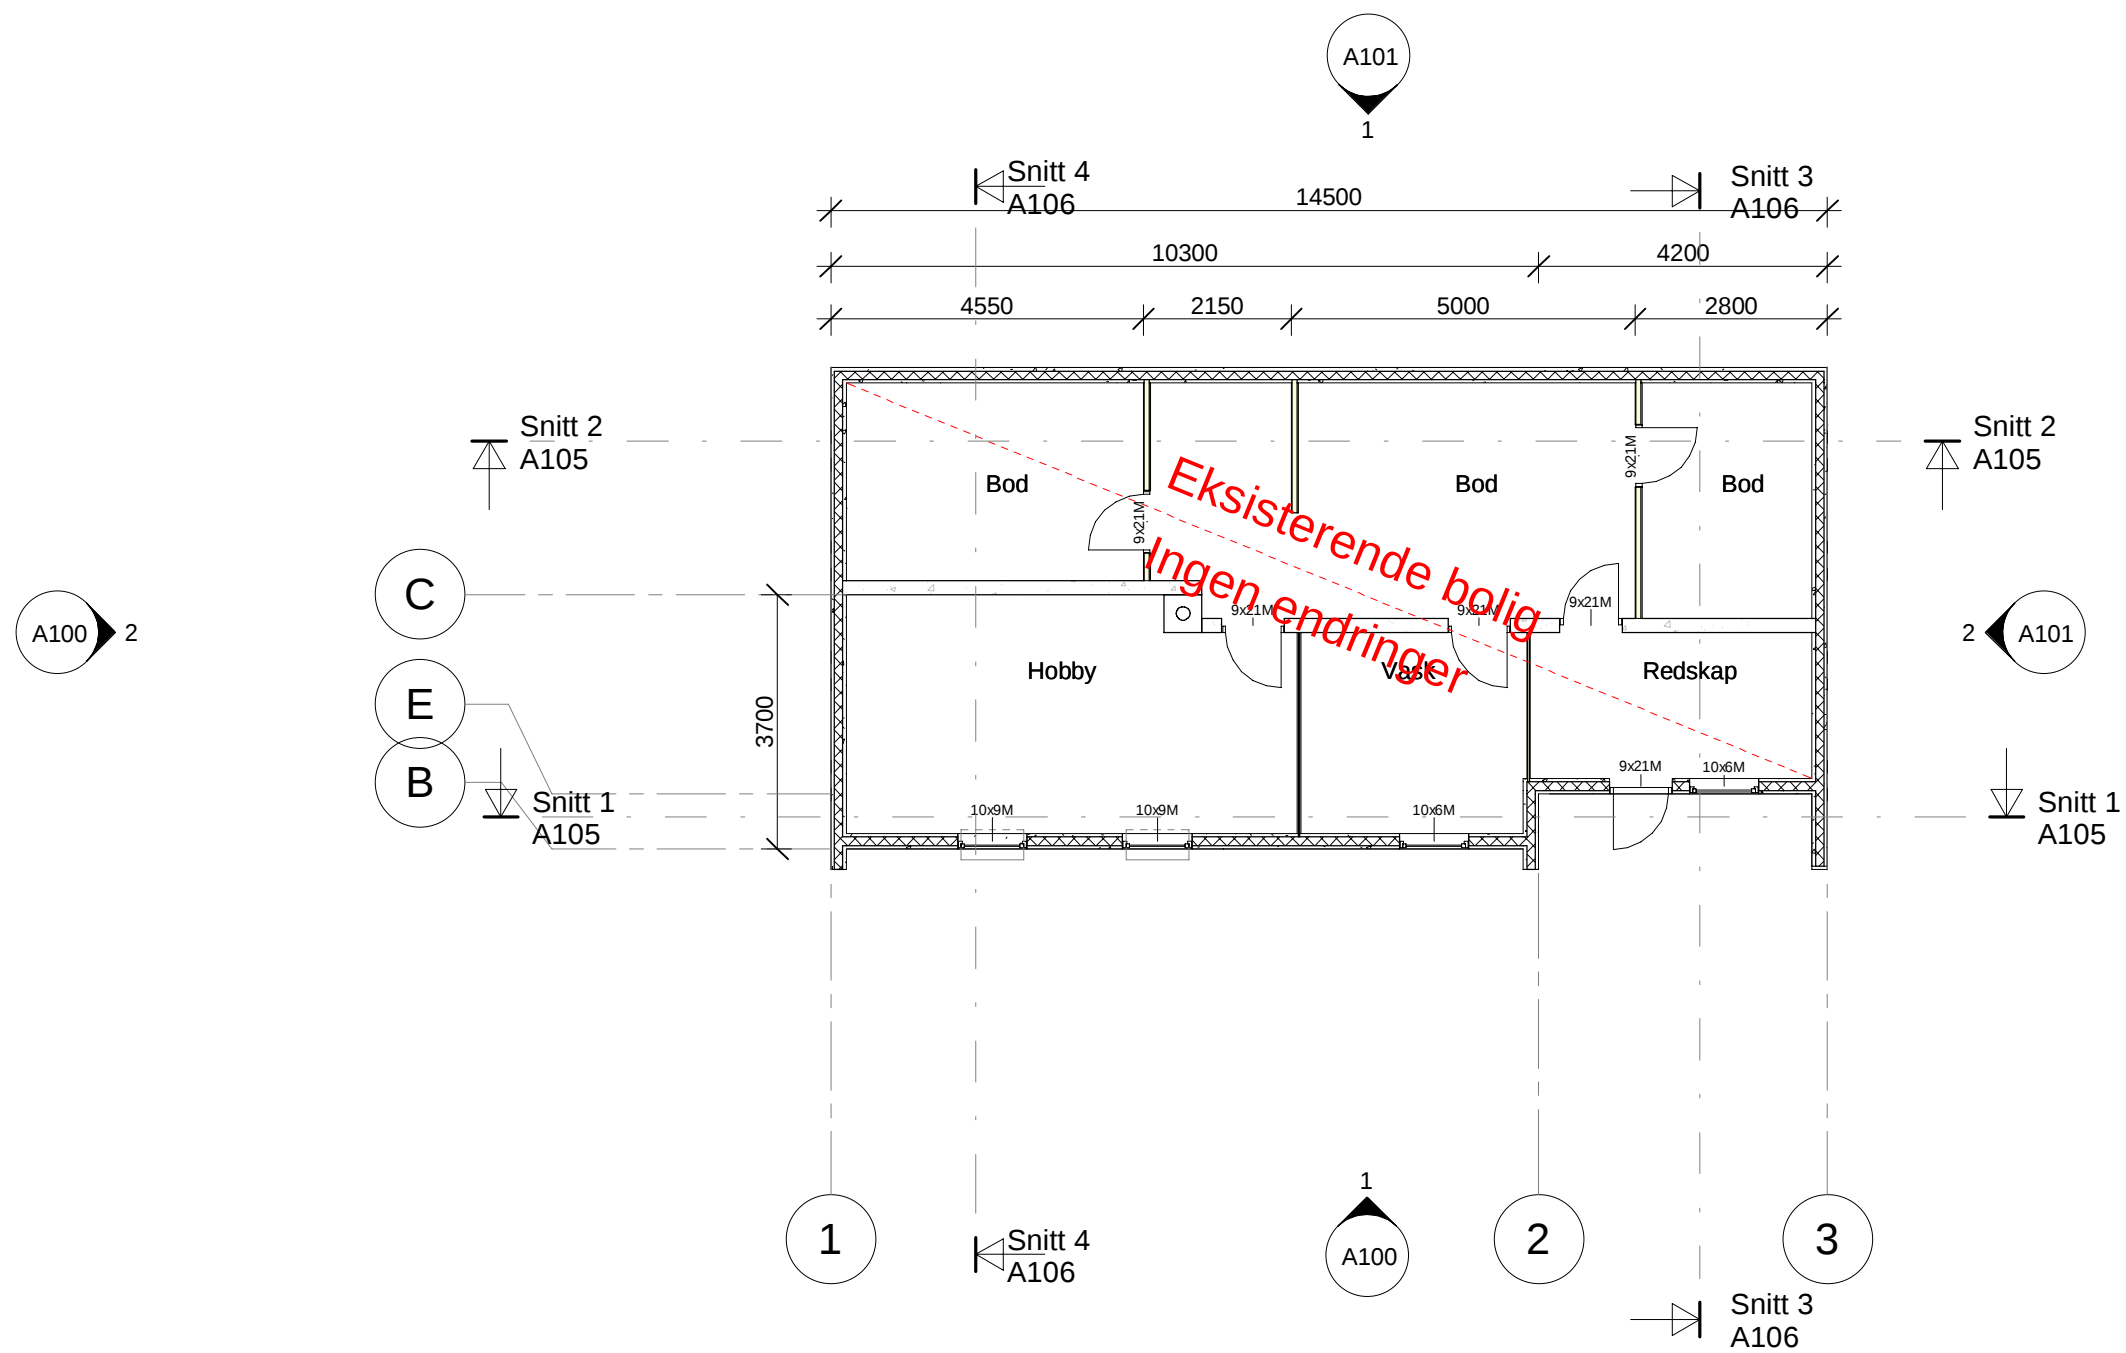 A101
1
Snitt 4
A106
Snitt 3
A106
14500
10300
4200
4550
2150
5000
2800
Snitt 2
A105
Snitt 2
A105
Bod
Bod
Bod
9x21M
9x21M
Eksisterende bolig
Ingen endringer
C
A100
2
2
A101
9x21M
9x21M
9x21M
Hobby
Vask
Redskap
E
3700
B
9x21M
10x6M
Snitt 1
A105
10x9M
10x9M
10x6M
Snitt 1
A105
1
1
2
3
Snitt 4
A106
A100
Snitt 3
A106